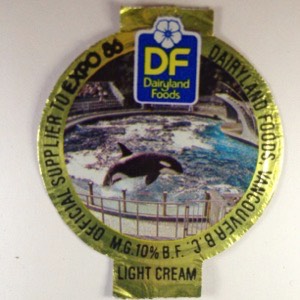 DF
Dairyland
Foods
OFFICIAL SUPPLIER TO EXPO 86
DAIRYLAND FOODS VANCOUVER B.C.
M.G. 10% B.F.
LIGHT CREAM